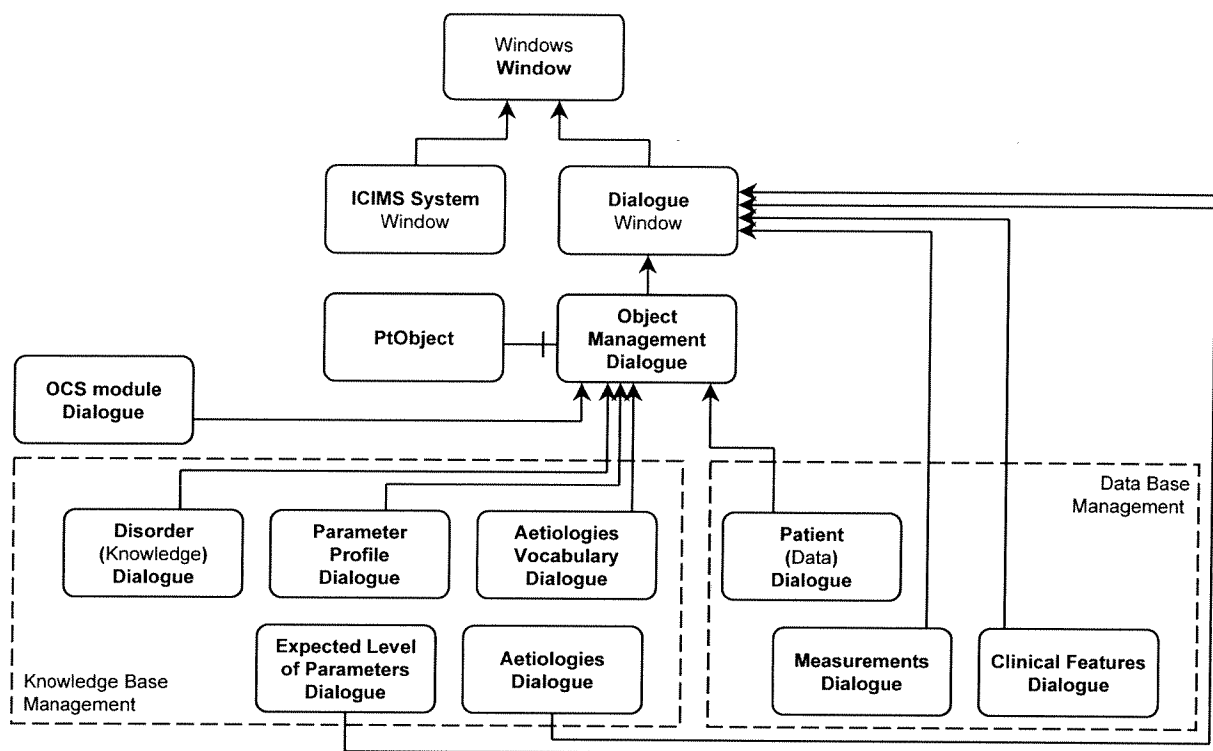 Windows
Window
ICIMS System
Window
Dialogue
Window
PtObject
Object
Management
Dialogue
OCS module
Dialogue
Data Base
Management
Disorder
(Knowledge)
Dialogue
Parameter
Profile
Dialogue
Aetiologies
Vocabulary
Dialogue
Patient
(Data)
Dialogue
Expected Level
of Parameters
Dialogue
Aetiologies
Dialogue
Measurements
Dialogue
Clinical Features
Dialogue
Knowledge Base
Management